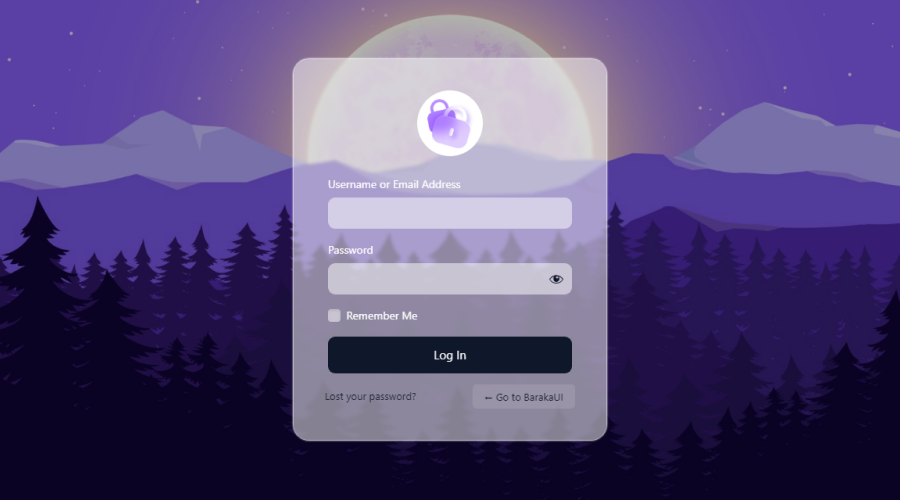 Username or Email Address
Password
Remember Me
Log In
Lost your password?
← Go to BarakaUI